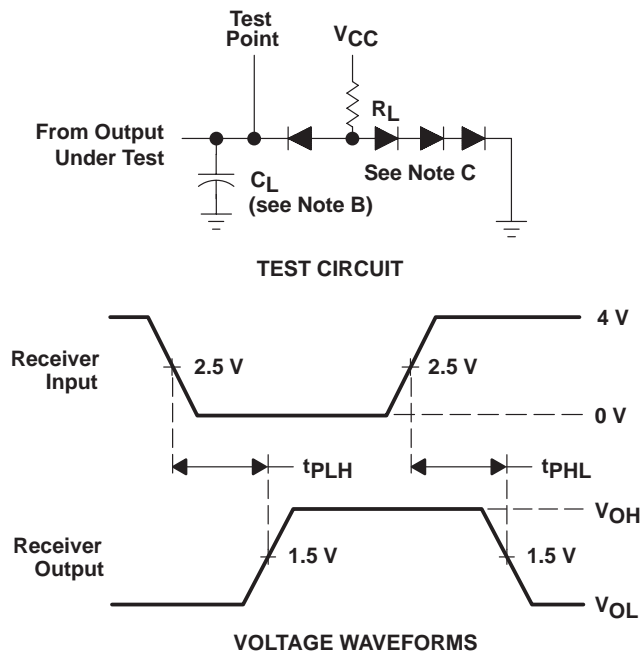 Test
Point
VCC
RL
From Output
Under Test
See Note C
CL
(see Note B)
TEST CIRCUIT
4 V
Receiver
Input
2.5 V
2.5 V
0 V
tPLH
tPHL
VOH
Receiver
Output
1.5 V
1.5 V
VOL
VOLTAGE WAVEFORMS